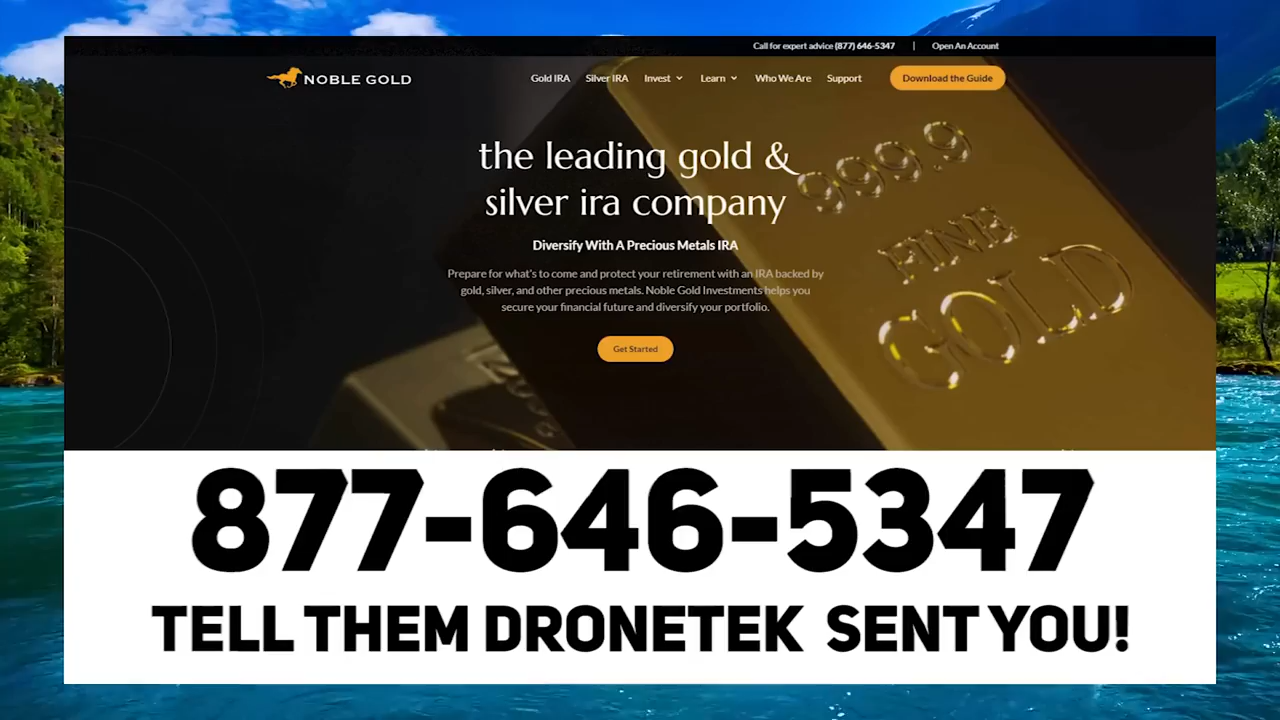 Call for expert advice (877) 646-5347 | Open An Account
NOBLE GOLD
Gold IRA Silver IRA Invest Learn Who We Are Support Download the Guide
the leading gold &
silver ira company
Diversify With A Precious Metals IRA
Prepare for what's to come and protect your retirement with an IRA backed by
gold, silver, and other precious metals. Noble Gold Investments helps you
secure your financial future and diversify your portfolio.
Get Started
999.9
FINE
GOLD
877-646-5347
TELL THEM DRONETEK SENT YOU!